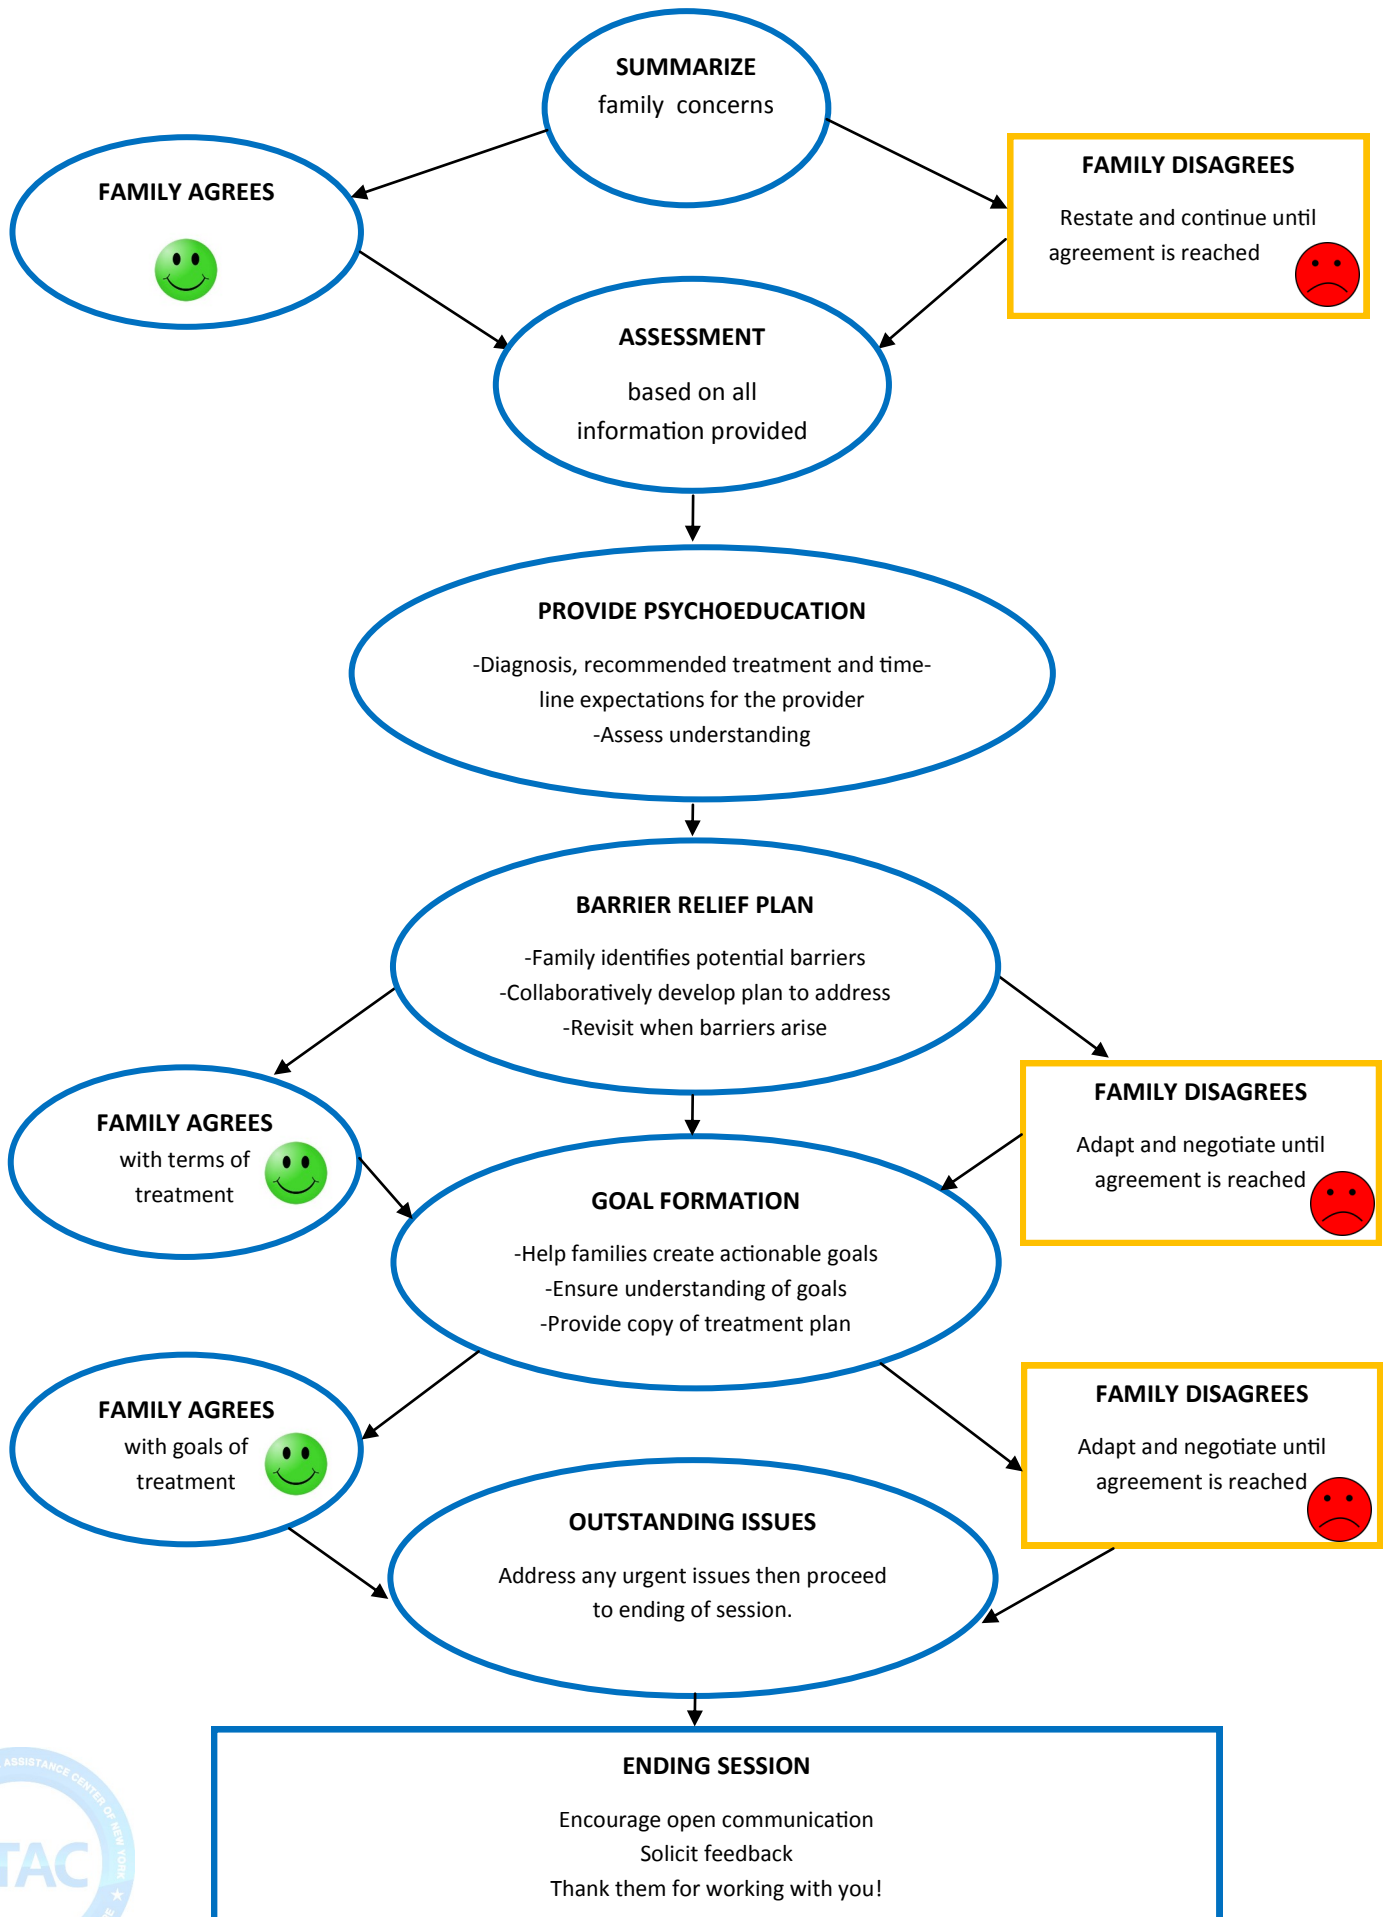 SUMMARIZE
family concerns
FAMILY AGREES
FAMILY DISAGREES
Restate and continue until
agreement is reached
ASSESSMENT
based on all
information provided
PROVIDE PSYCHOEDUCATION
-Diagnosis, recommended treatment and time-
line expectations for the provider
-Assess understanding
BARRIER RELIEF PLAN
-Family identifies potential barriers
-Collaboratively develop plan to address
-Revisit when barriers arise
FAMILY AGREES
with terms of
treatment
FAMILY DISAGREES
Adapt and negotiate until
agreement is reached
GOAL FORMATION
-Help families create actionable goals
-Ensure understanding of goals
-Provide copy of treatment plan
FAMILY AGREES
with goals of
treatment
FAMILY DISAGREES
Adapt and negotiate until
agreement is reached
OUTSTANDING ISSUES
Address any urgent issues then proceed
to ending of session.
ENDING SESSION
Encourage open communication
Solicit feedback
Thank them for working with you!
ASSISTANCE CENTER OF NEW YORK
TAC